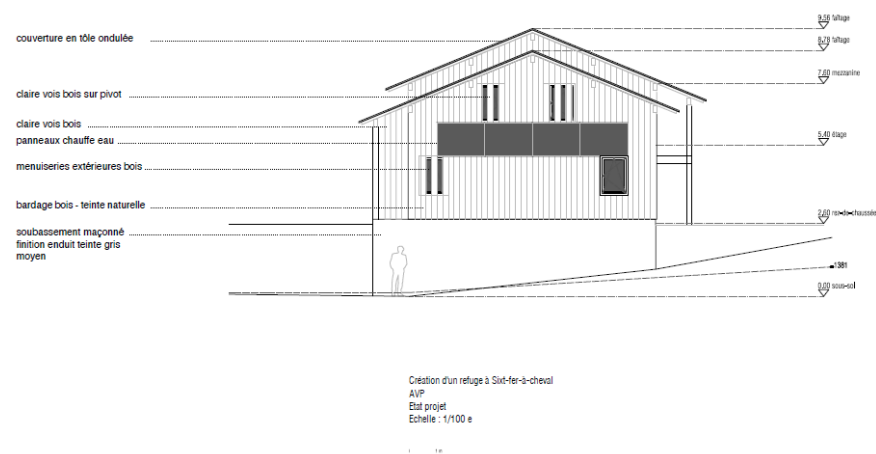 couverture en tôle ondulée
claire vois bois sur pivot
claire vois bois
panneaux chauffe eau
menuiseries extérieures bois
bardage bois - teinte naturelle
soubassement maçonné
finition enduit teinte gris
moyen
9,56 faîtage
8,78 faîtage
7,60 mezzanine
5,40 étage
2,60 rez-de-chaussée
1381
0,00 sous-sol
Création d'un refuge à Sixt-fer-à-cheval
AVP
Etat projet
Echelle : 1/100 e